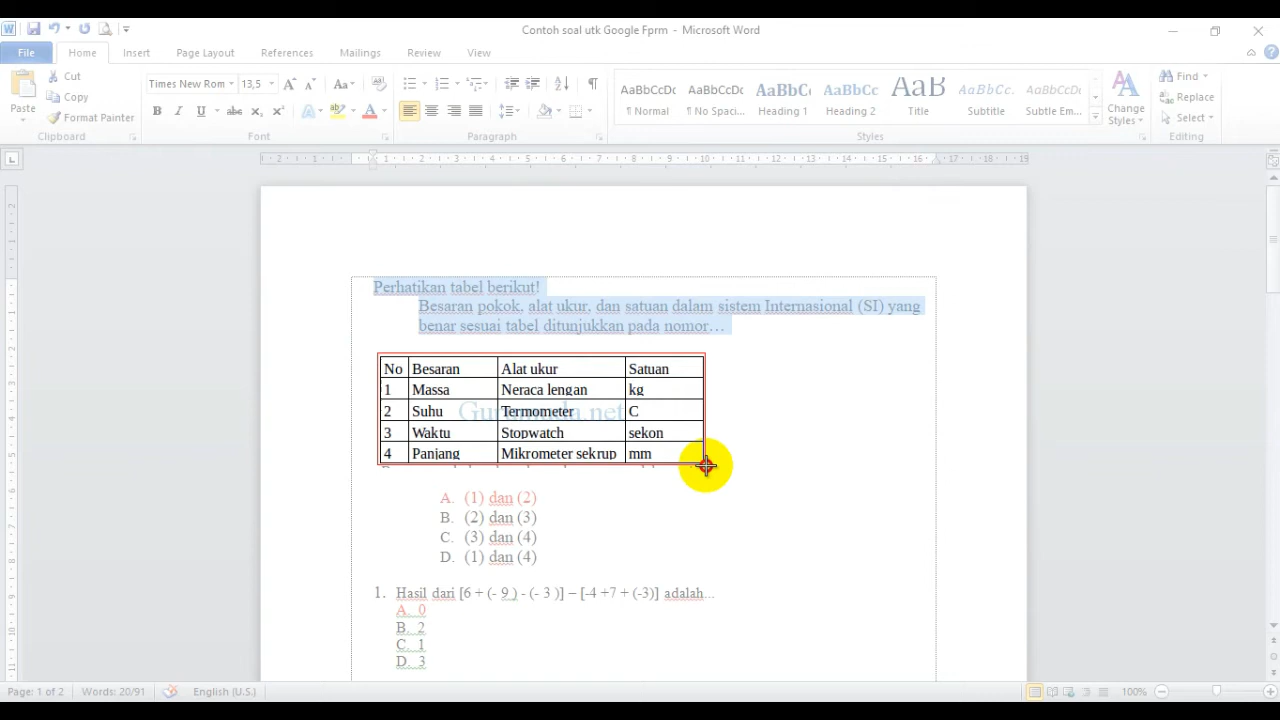 Contoh soal utk Google Fprm - Microsoft Word
File Home Insert Page Layout References Mailings Review View
Paste
Cut
Copy
Format Painter
Clipboard
Times New Rom 13,5
Font
Paragraph
AaBbCcDc AaBbCcDc AaBbCc AaBbCc AaB AaBbCc. AaBbCcDc
¶ Normal ¶ No Spaci... Heading 1 Heading 2 Title Subtitle Subtle Em...
Change Styles
Styles
Find
Replace
Select
Editing
Perhatikan tabel berikut!
Besaran pokok, alat ukur, dan satuan dalam sistem Internasional (SI) yang
benar sesuai tabel ditunjukkan pada nomor…
No Besaran Alat ukur Satuan
1 Massa Neraca lengan kg
2 Suhu Termometer C
3 Waktu Stopwatch sekon
4 Panjang Mikrometer sekrup mm
A. (1) dan (2)
B. (2) dan (3)
C. (3) dan (4)
D. (1) dan (4)
1. Hasil dari [6 + (- 9 ) - (- 3 )] – [-4 +7 + (-3)] adalah...
A. 0
B. 2
C. 1
D. 3
Page: 1 of 2 Words: 20/91 English (U.S.) 100%